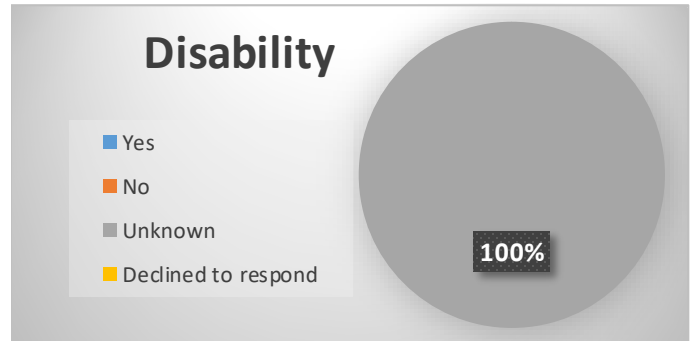 Disability
Yes
No
Unknown
Declined to respond
100%